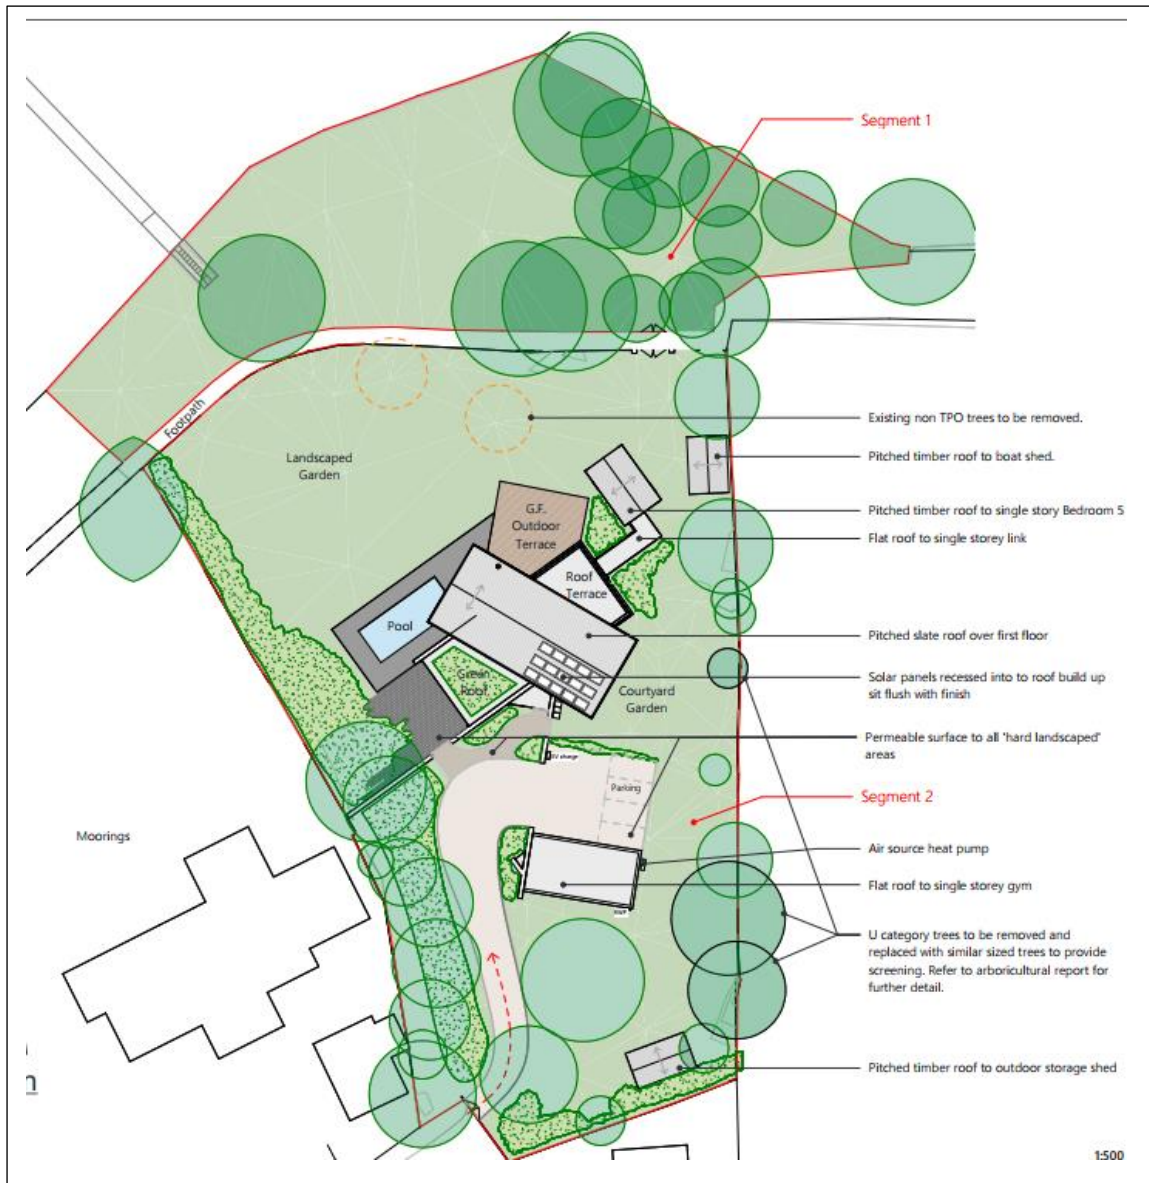 Segment 1
Footpath
Existing non TPO trees to be removed.
Landscaped
Garden
Pitched timber roof to boat shed.
G.F.
Outdoor
Terrace
Pitched timber roof to single story Bedroom 5
Flat roof to single storey link
Roof
Terrace
Pool
Pitched slate roof over first floor
Green
Roof
Solar panels recessed into to roof build up
sit flush with finish
Courtyard
Garden
Permeable surface to all 'hard landscaped'
areas
EV charge
Parking
Segment 2
Moorings
Air source heat pump
Flat roof to single storey gym
U category trees to be removed and
replaced with similar sized trees to provide
screening. Refer to arboricultural report for
further detail.
Pitched timber roof to outdoor storage shed
n
1:500